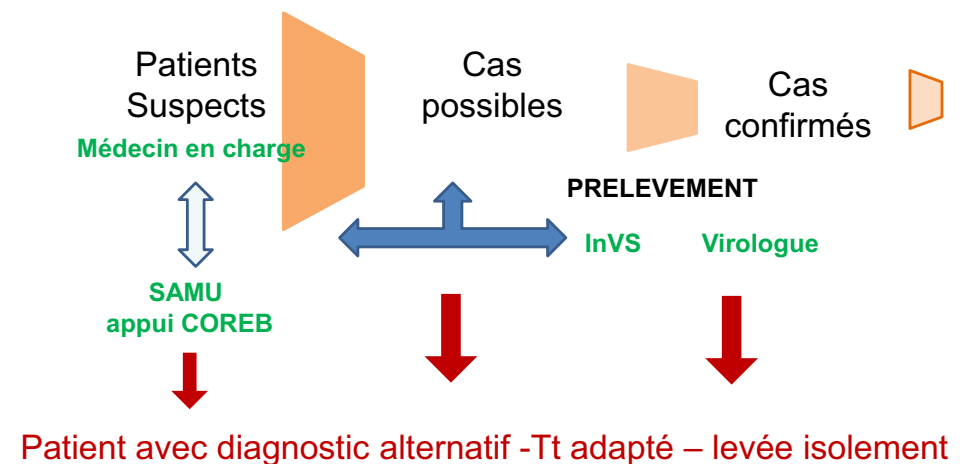 Patients
Suspects
Médecin en charge
SAMU
appui COREB
Cas
possibles
Cas
confirmés
PRELEVEMENT
InVS
Virologue
Patient avec diagnostic alternatif -Tt adapté – levée isolement